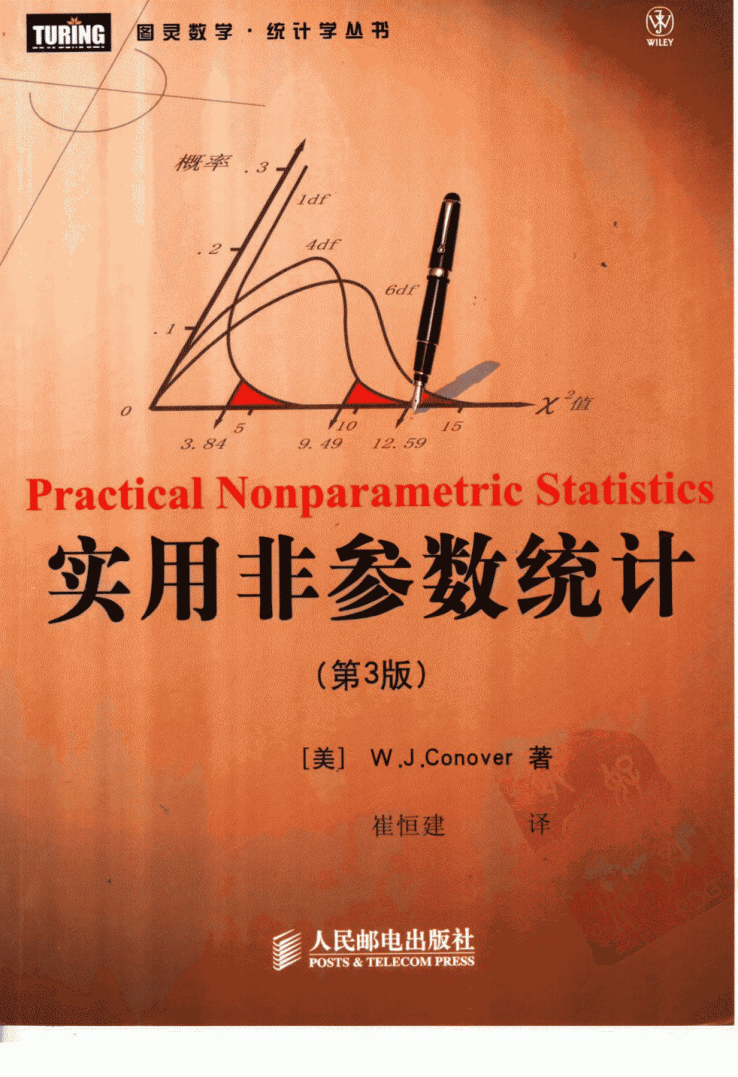 TURING 图灵数学·统计学丛书
WILEY
概率 .3
1df
.2 4df
6df
.1
0 χ²值
5 10 15
3.84 9.49 12.59
Practical Nonparametric Statistics
实用非参数统计
(第3版)
[美] W.J.Conover 著
崔恒建 译
人民邮电出版社
POSTS & TELECOM PRESS